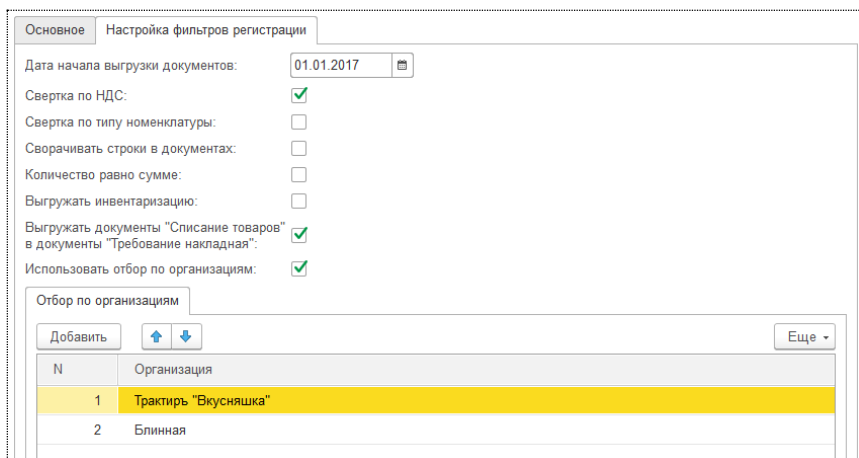 Основное Настройка фильтров регистрации
Дата начала выгрузки документов: 01.01.2017
Свертка по НДС:
Свертка по типу номенклатуры:
Сворачивать строки в документах:
Количество равно сумме:
Выгружать инвентаризацию:
Выгружать документы "Списание товаров"
в документы "Требование накладная":
Использовать отбор по организациям:
Отбор по организациям
Добавить Еще
N Организация
1 Трактиръ "Вкусняшка"
2 Блинная